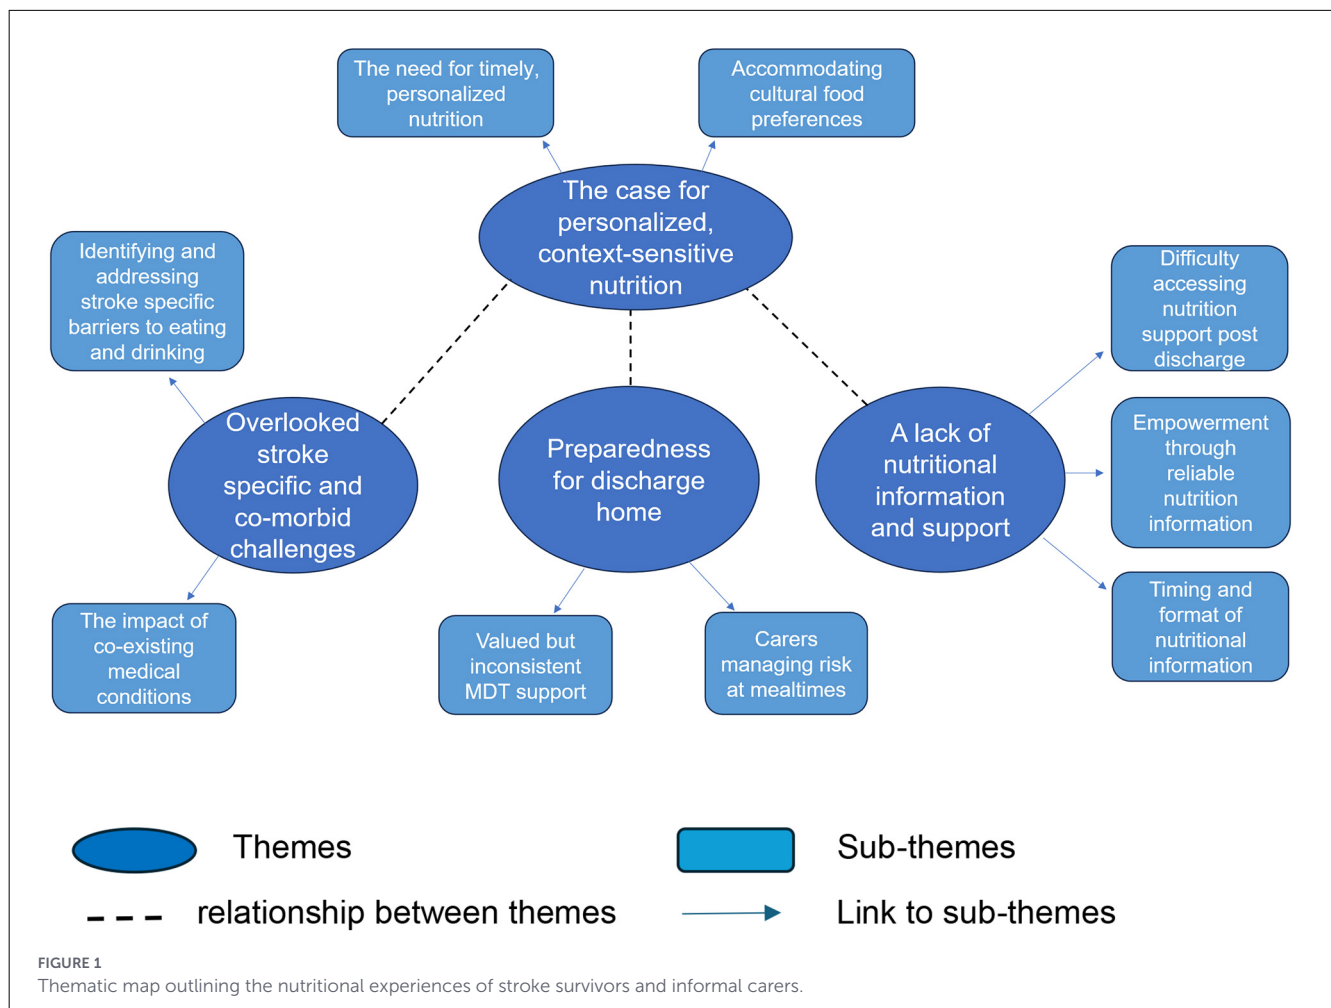 The need for timely,
personalized
nutrition
Accommodating
cultural food
preferences
The case for
personalized,
context-sensitive
nutrition
Identifying and
addressing
stroke specific
barriers to eating
and drinking
Difficulty
accessing
nutrition
support post
discharge
Overlooked
stroke
specific and
co-morbid
challenges
Preparedness
for discharge
home
A lack of
nutritional
information
and support
Empowerment
through
reliable
nutrition
information
The impact of
co-existing
medical
conditions
Valued but
inconsistent
MDT support
Carers
managing risk
at mealtimes
Timing and
format of
nutritional
information
Themes
Sub-themes
relationship between themes
Link to sub-themes
FIGURE 1
Thematic map outlining the nutritional experiences of stroke survivors and informal carers.